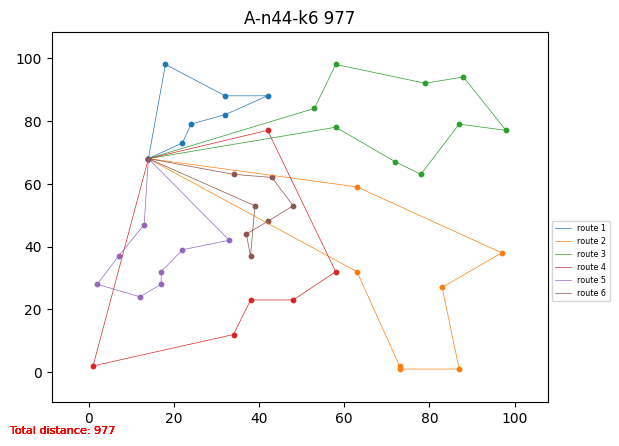 A-n44-k6 977
100
80
60
40
20
0
0 20 40 60 80 100
route 1
route 2
route 3
route 4
route 5
route 6
Total distance: 977